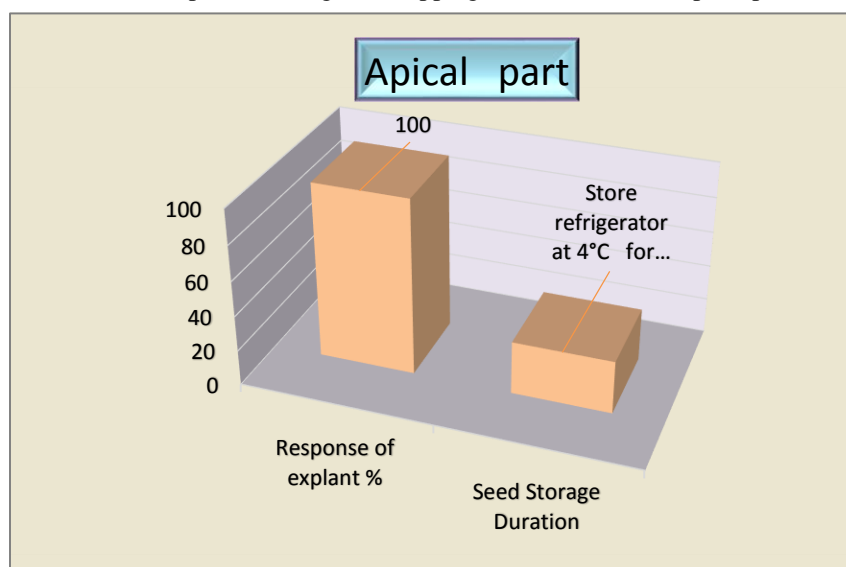 Apical part
100
Store
refrigerator
at 4°C for...
100
80
60
40
20
0
Response of
explant %
Seed Storage
Duration